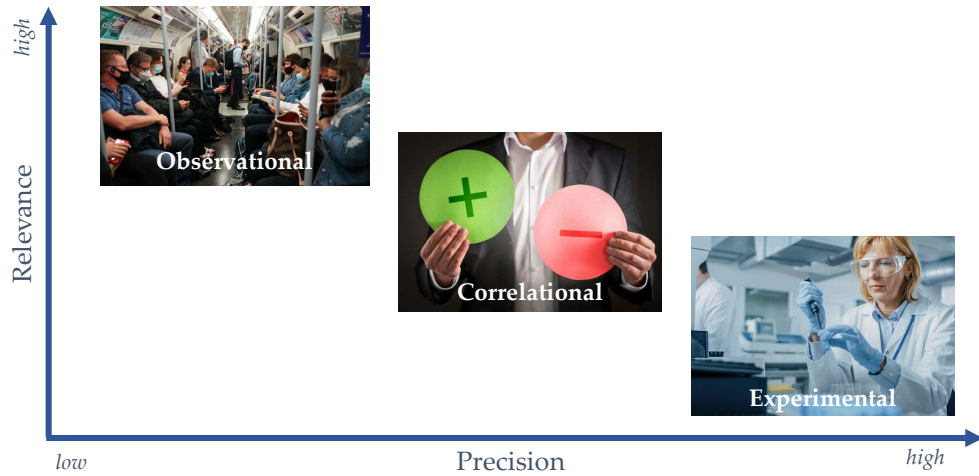 high
Relevance
Observational
+
−
Correlational
Experimental
low
Precision
high